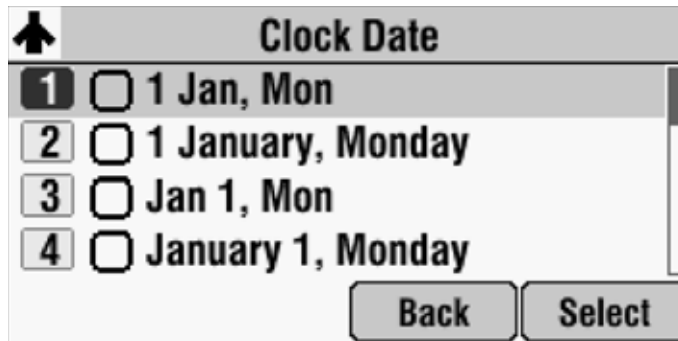 Clock Date
1 1 Jan, Mon
2 1 January, Monday
3 Jan 1, Mon
4 January 1, Monday
Back Select